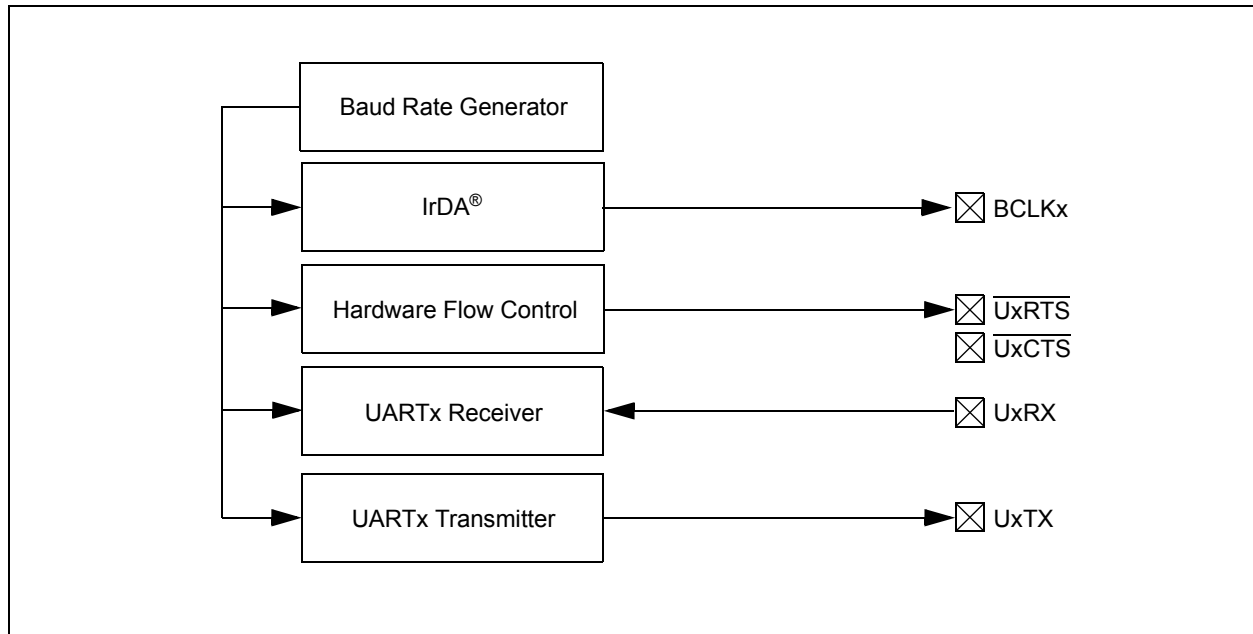 Baud Rate Generator
IrDA®
BCLKx
Hardware Flow Control
UxRTS
UxCTS
UARTx Receiver
UxRX
UARTx Transmitter
UxTX